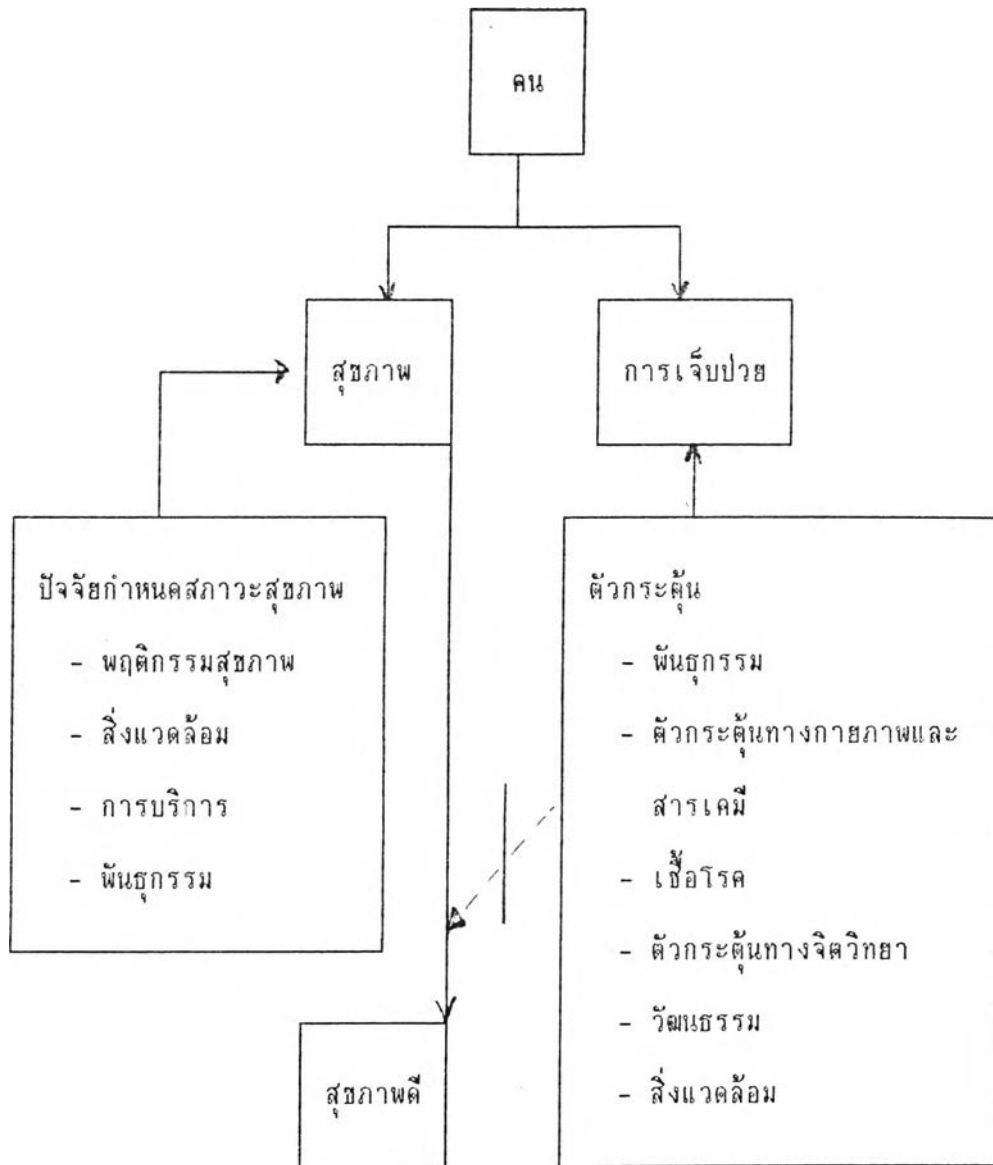 คน
สุขภาพ
การเจ็บป่วย
ปัจจัยกำหนดสภาวะสุขภาพ
- พฤติกรรมสุขภาพ
- สิ่งแวดล้อม
- การบริการ
- พันธุกรรม
ตัวกระตุ้น
- พันธุกรรม
- ตัวกระตุ้นทางกายภาพและ
สารเคมี
- เชื้อโรค
- ตัวกระตุ้นทางจิตวิทยา
- วัฒนธรรม
- สิ่งแวดล้อม
สุขภาพดี